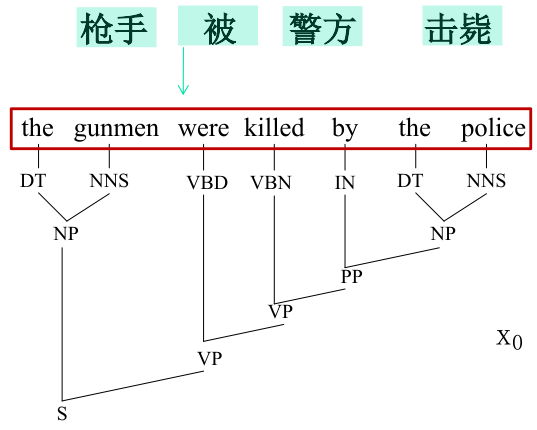 枪手 被 警方 击毙
the gunmen were killed by the police
DT NNS VBD VBN IN DT NNS
NP NP
PP
VP
X0
VP
S